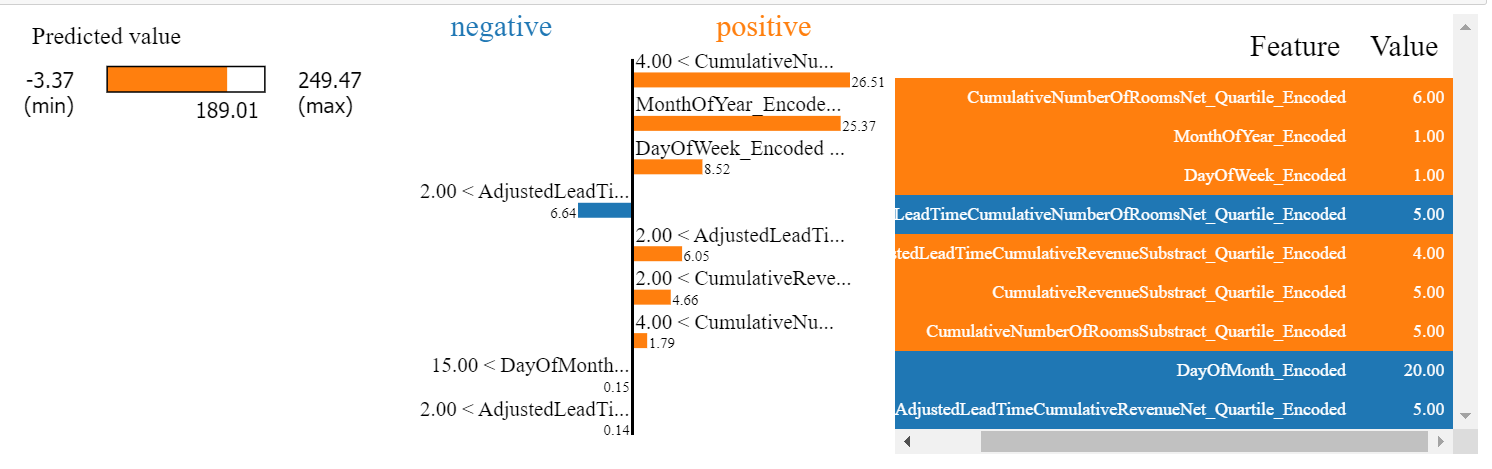 Predicted value
-3.37
(min)
189.01
249.47
(max)
negative
positive
4.00 < CumulativeNu...
26.51
MonthOfYear_Encode...
25.37
DayOfWeek_Encoded ...
8.52
2.00 < AdjustedLeadTi...
6.64
2.00 < AdjustedLeadTi...
6.05
2.00 < CumulativeReve...
4.66
4.00 < CumulativeNu...
1.79
15.00 < DayOfMonth...
0.15
2.00 < AdjustedLeadTi...
0.14
Feature Value
CumulativeNumberOfRoomsNet_Quartile_Encoded 6.00
MonthOfYear_Encoded 1.00
DayOfWeek_Encoded 1.00
LeadTimeCumulativeNumberOfRoomsNet_Quartile_Encoded 5.00
stedLeadTimeCumulativeRevenueSubstract_Quartile_Encoded 4.00
CumulativeRevenueSubstract_Quartile_Encoded 5.00
CumulativeNumberOfRoomsSubstract_Quartile_Encoded 5.00
DayOfMonth_Encoded 20.00
AdjustedLeadTimeCumulativeRevenueNet_Quartile_Encoded 5.00